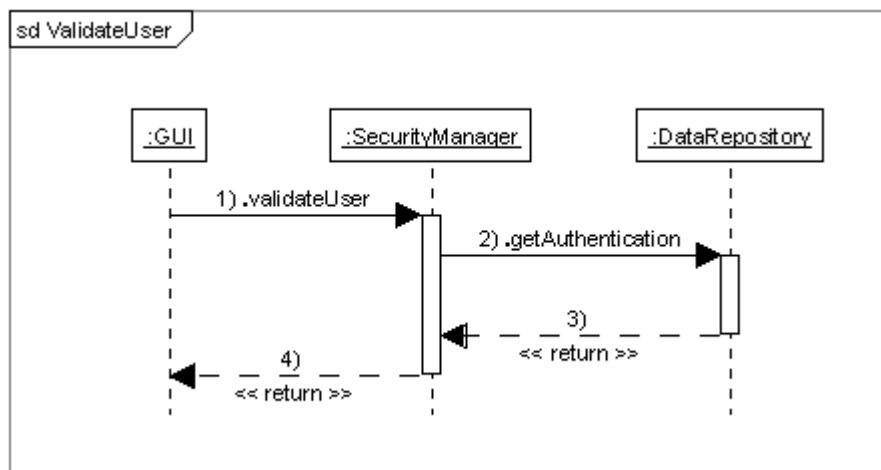 sd ValidateUser
:GUI
:SecurityManager
:DataRepository
1) .validateUser
2) .getAuthentication
3)
<< return >>
4)
<< return >>